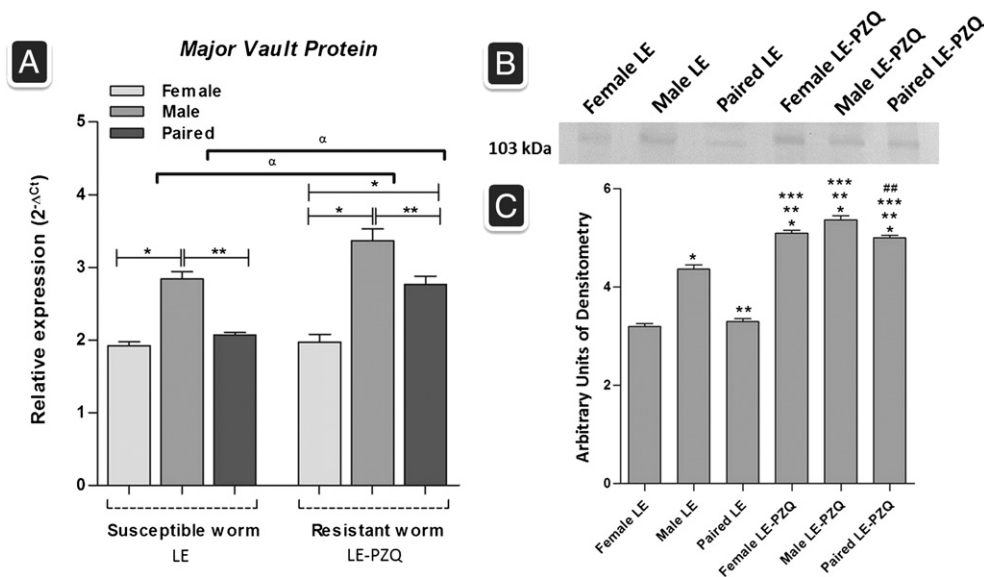 A
Major Vault Protein
Female
Male
Paired
Relative expression (2-ΔCt)
5
4
3
2
1
0
α
α
*
*
**
*
**
Susceptible worm
LE
Resistant worm
LE-PZQ
B
Female LE
Male LE
Paired LE
Female LE-PZQ
Male LE-PZQ
Paired LE-PZQ
103 kDa
C
Arbitrary Units of Densitometry
6
4
2
0
*
**
***
**
*
***
**
*
##
***
**
*
Female LE
Male LE
Paired LE
Female LE-PZQ
Male LE-PZQ
Paired LE-PZQ